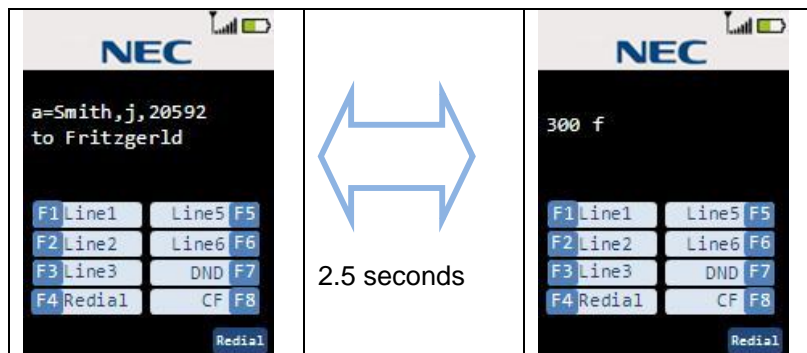 NEC
a=Smith,j,20592
to Fritzgerld
F1 Line1 Line5 F5
F2 Line2 Line6 F6
F3 Line3 DND F7
F4 Redial CF F8
Redial
2.5 seconds
NEC
300 f
F1 Line1 Line5 F5
F2 Line2 Line6 F6
F3 Line3 DND F7
F4 Redial CF F8
Redial